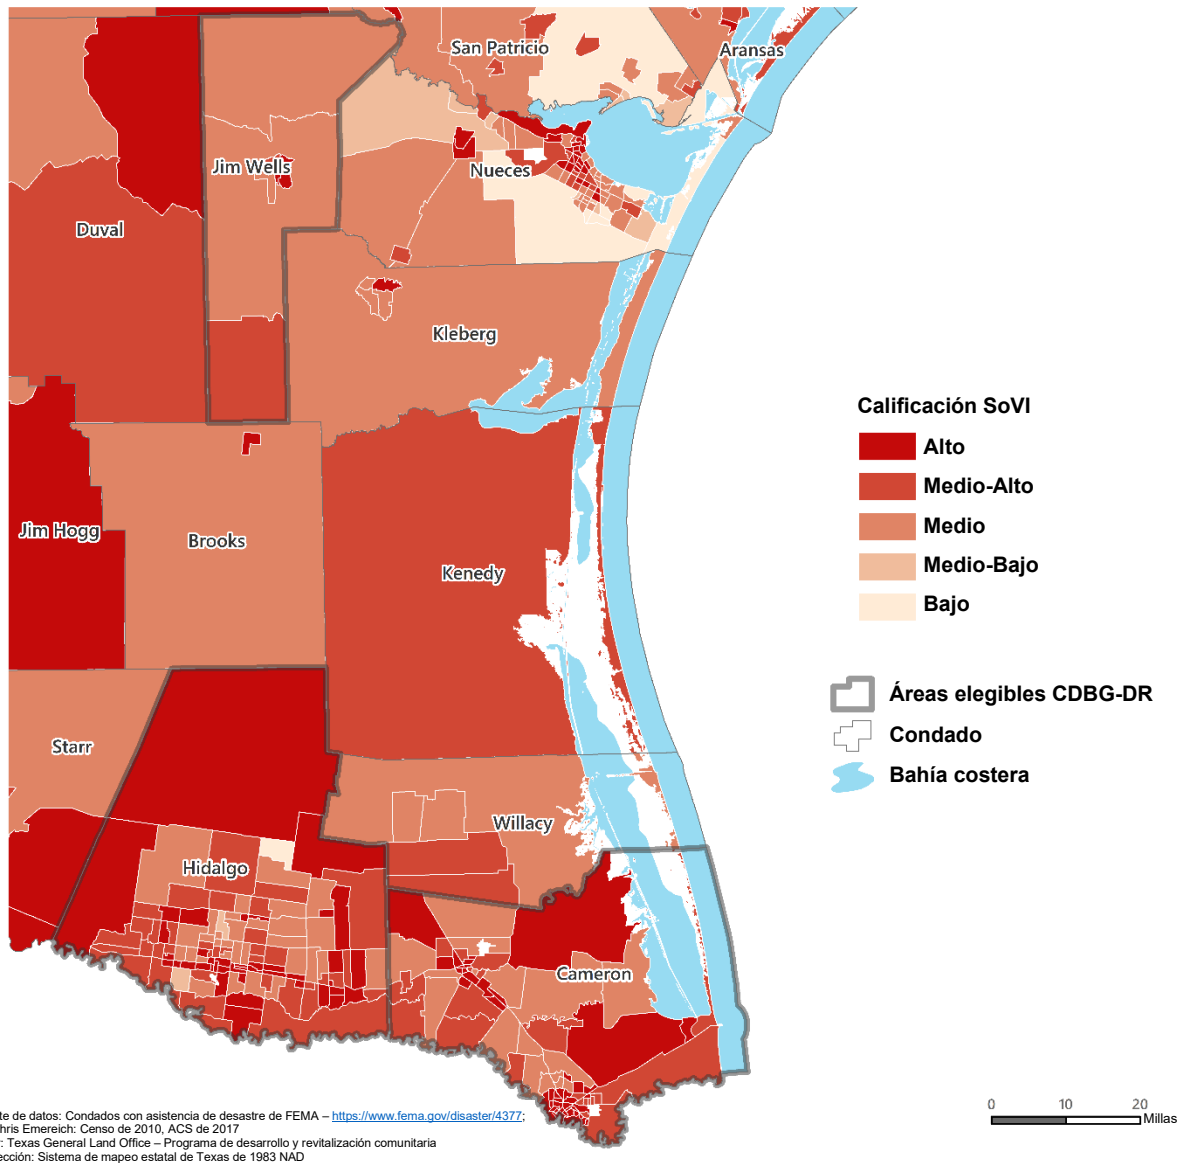 San Patricio
Aransas
Jim Wells
Nueces
Duval
Kleberg
Calificación SoVI
Alto
Medio-Alto
Medio
Medio-Bajo
Bajo
Jim Hogg
Brooks
Kenedy
Áreas elegibles CDBG-DR
Condado
Bahía costera
Starr
Willacy
Hidalgo
Cameron
0 10 20
Millas
te de datos: Condados con asistencia de desastre de FEMA – https://www.fema.gov/disaster/4377;
hris Emereich: Censo de 2010, ACS de 2017
r: Texas General Land Office – Programa de desarrollo y revitalización comunitaria
ección: Sistema de mapeo estatal de Texas de 1983 NAD